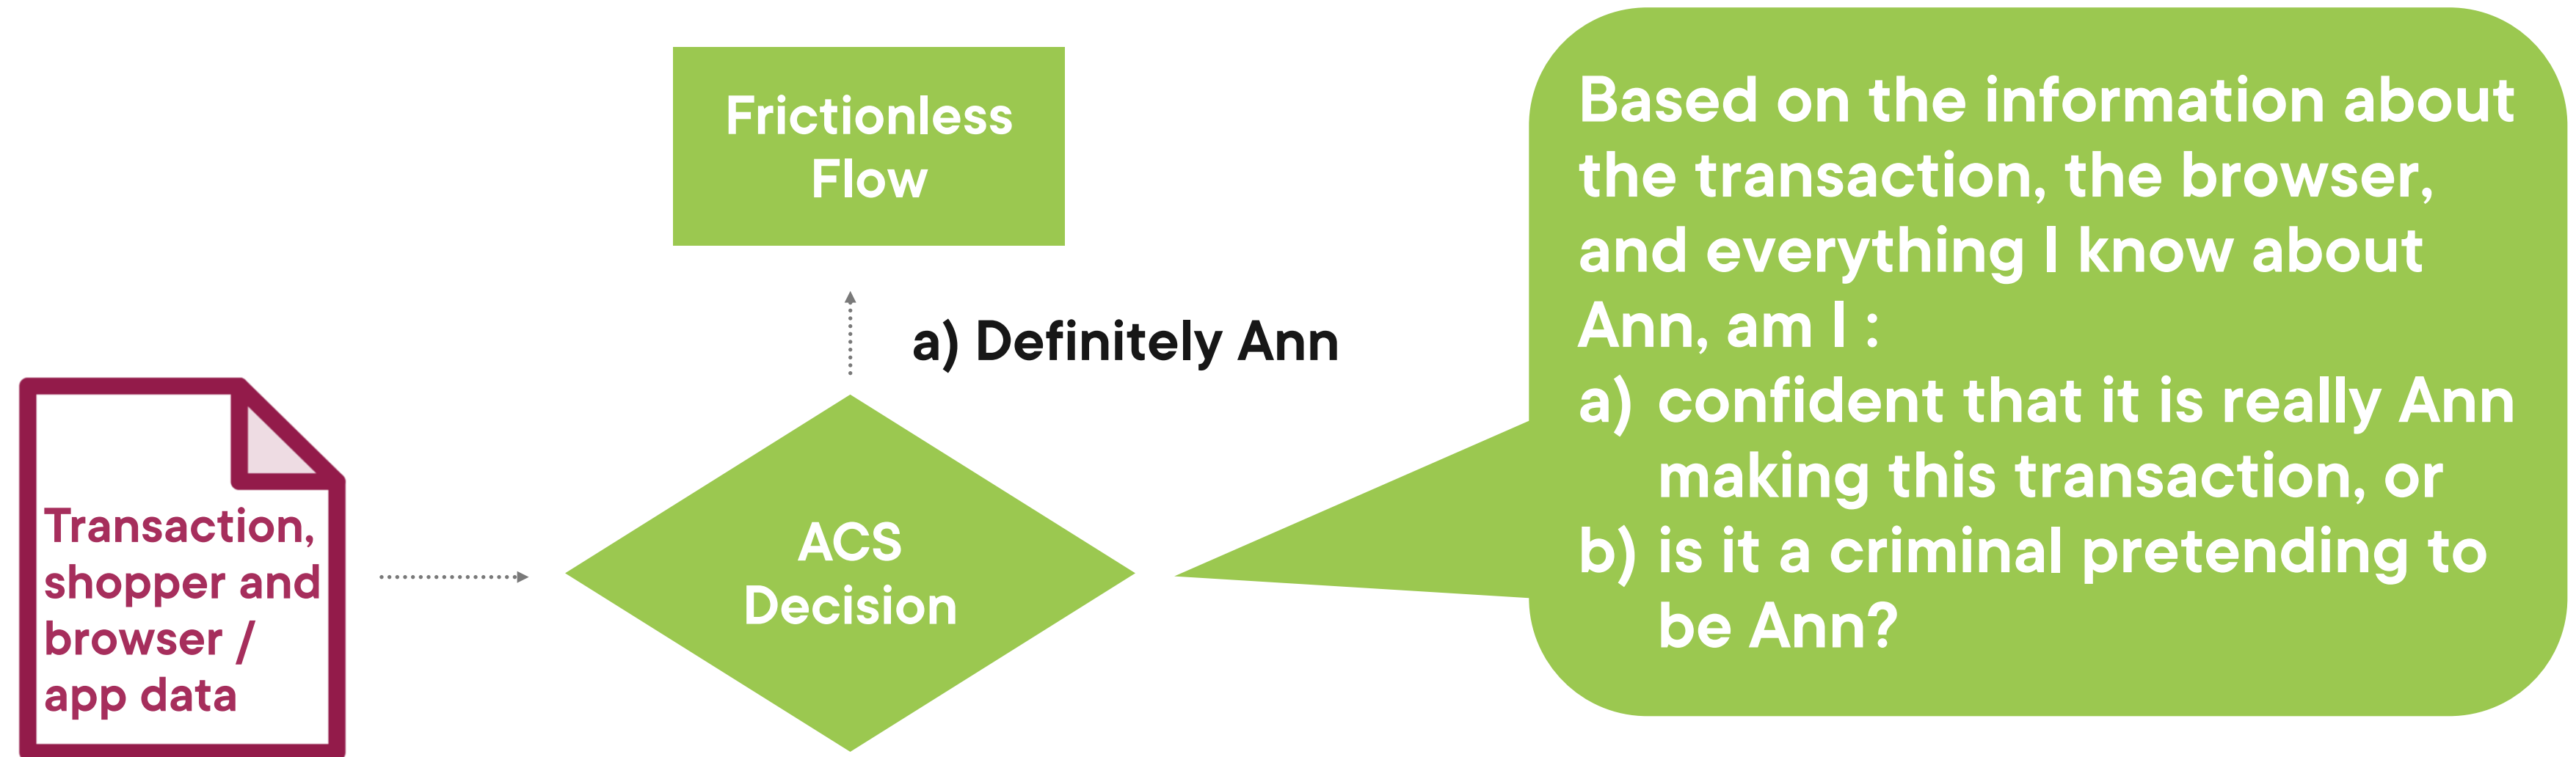 Frictionless
Flow
a) Definitely Ann
Transaction,
shopper and
browser /
app data
ACS
Decision
Based on the information about
the transaction, the browser,
and everything I know about
Ann, am I :
a) confident that it is really Ann
making this transaction, or
b) is it a criminal pretending to
be Ann?